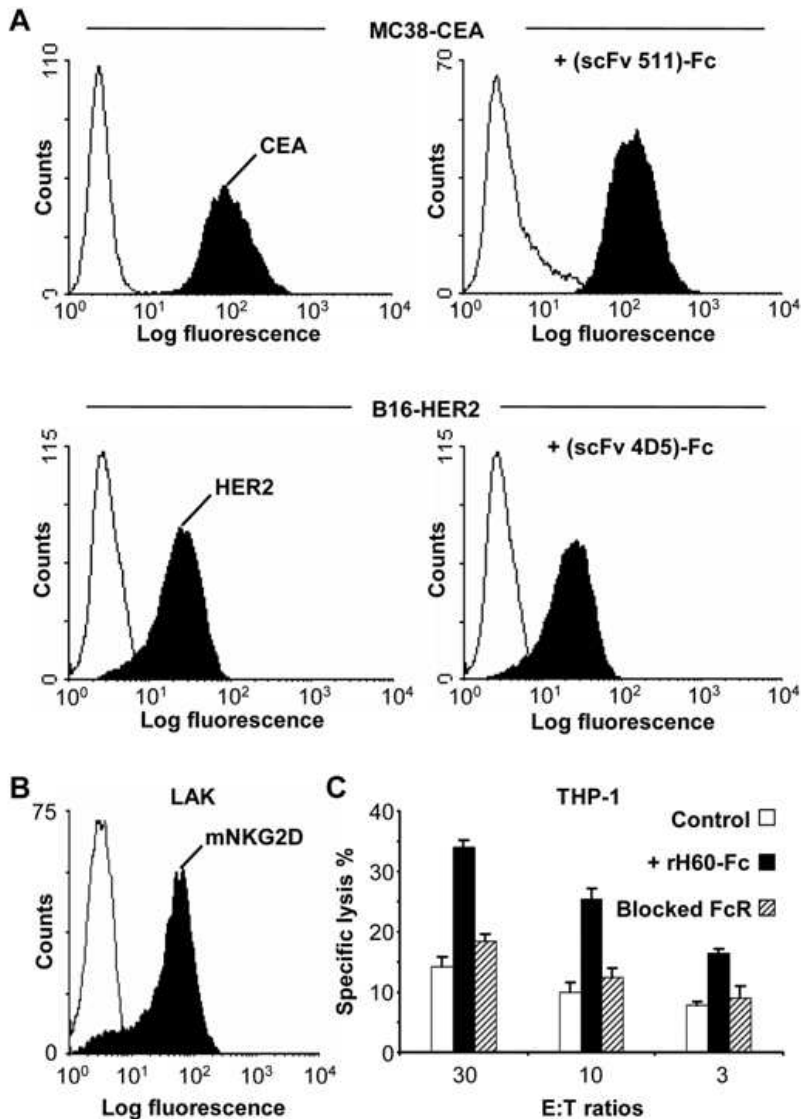 A
MC38-CEA
110
Counts
0
CEA
10⁰ 10¹ 10² 10³ 10⁴
Log fluorescence
+ (scFv 511)-Fc
70
Counts
0
10⁰ 10¹ 10² 10³ 10⁴
Log fluorescence
B16-HER2
115
Counts
0
HER2
10⁰ 10¹ 10² 10³ 10⁴
Log fluorescence
+ (scFv 4D5)-Fc
115
Counts
0
10⁰ 10¹ 10² 10³ 10⁴
Log fluorescence
B
LAK
75
Counts
0
mNKG2D
10⁰ 10¹ 10² 10³ 10⁴
Log fluorescence
C
THP-1
Control
+ rH60-Fc
Blocked FcR
Specific lysis %
40
30
20
10
0
30 10 3
E:T ratios